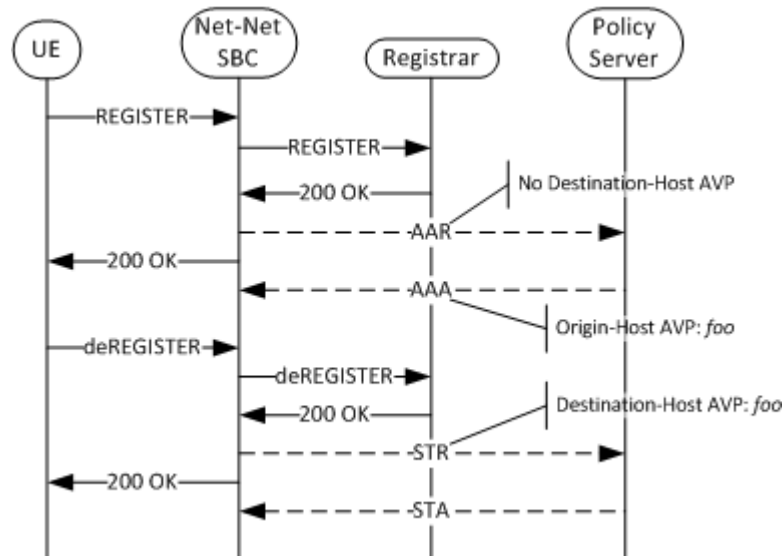 UE
Net-Net
SBC
Registrar
Policy
Server
REGISTER
REGISTER
200 OK
No Destination-Host AVP
AAR
200 OK
AAA
Origin-Host AVP: foo
deREGISTER
deREGISTER
200 OK
Destination-Host AVP: foo
STR
200 OK
STA